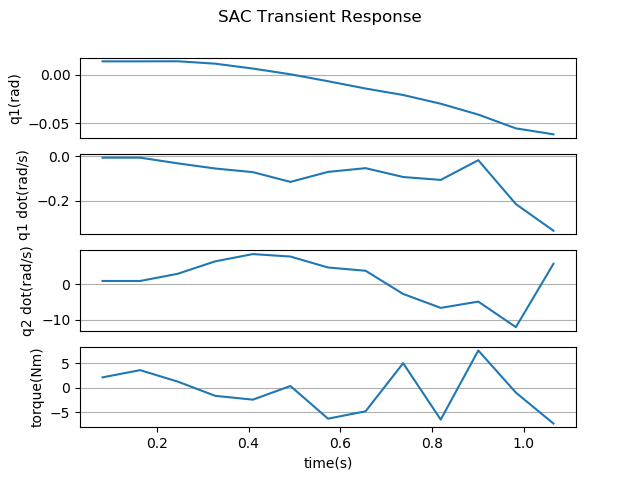 SAC Transient Response
q1(rad)
0.00
−0.05
q1 dot(rad/s)
0.0
−0.2
q2 dot(rad/s)
0
−10
torque(Nm)
5
0
−5
0.2 0.4 0.6 0.8 1.0
time(s)